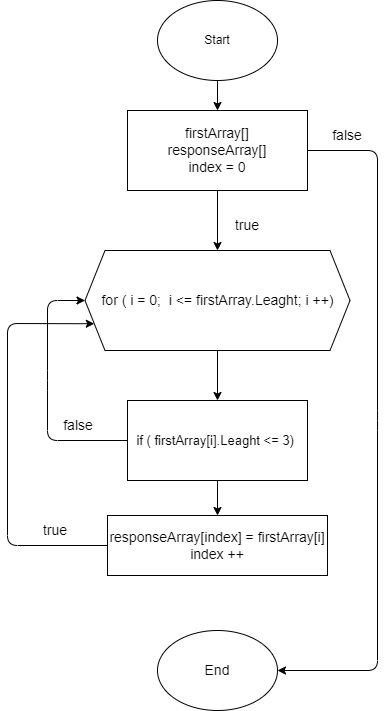 Start
firstArray[]
responseArray[]
index = 0
false
true
for ( i = 0;  i <= firstArray.Leaght; i ++)
false
if ( firstArray[i].Leaght <= 3)
true
responseArray[index] = firstArray[i]
index ++
End